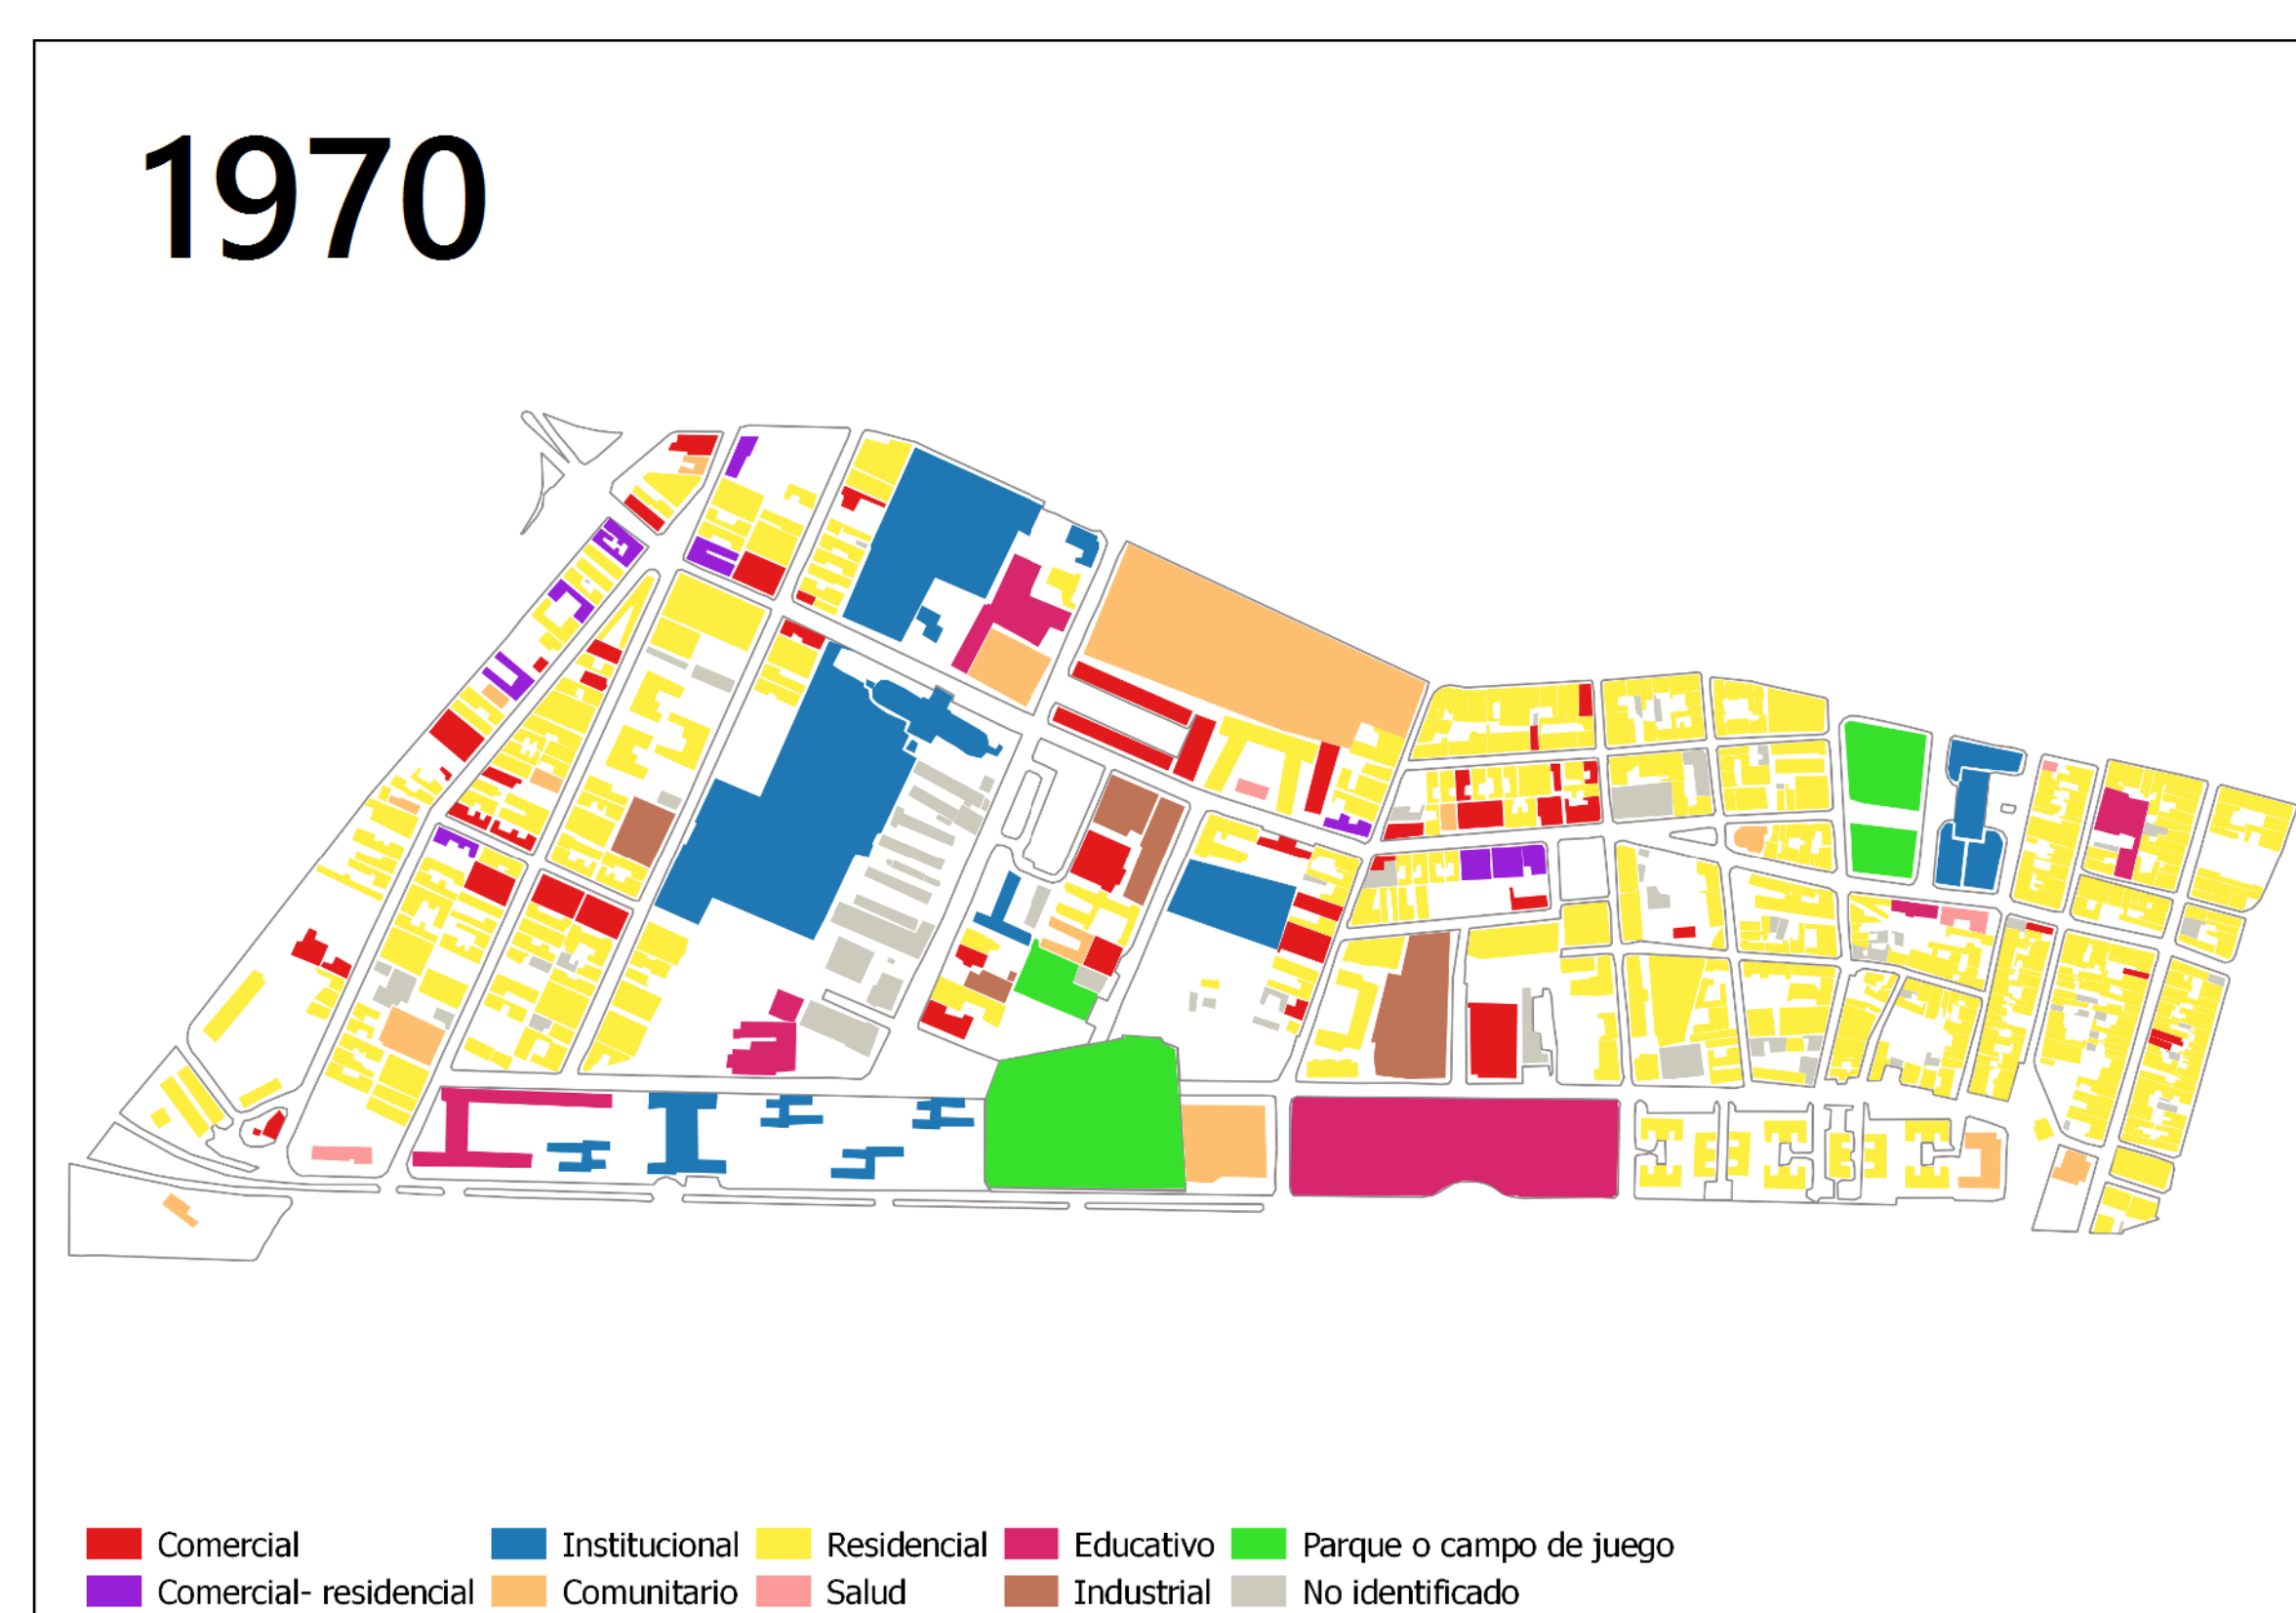 1970
Comercial Institucional Residencial Educativo Parque o campo de juego
Comercial- residencial Comunitario Salud Industrial No identificado